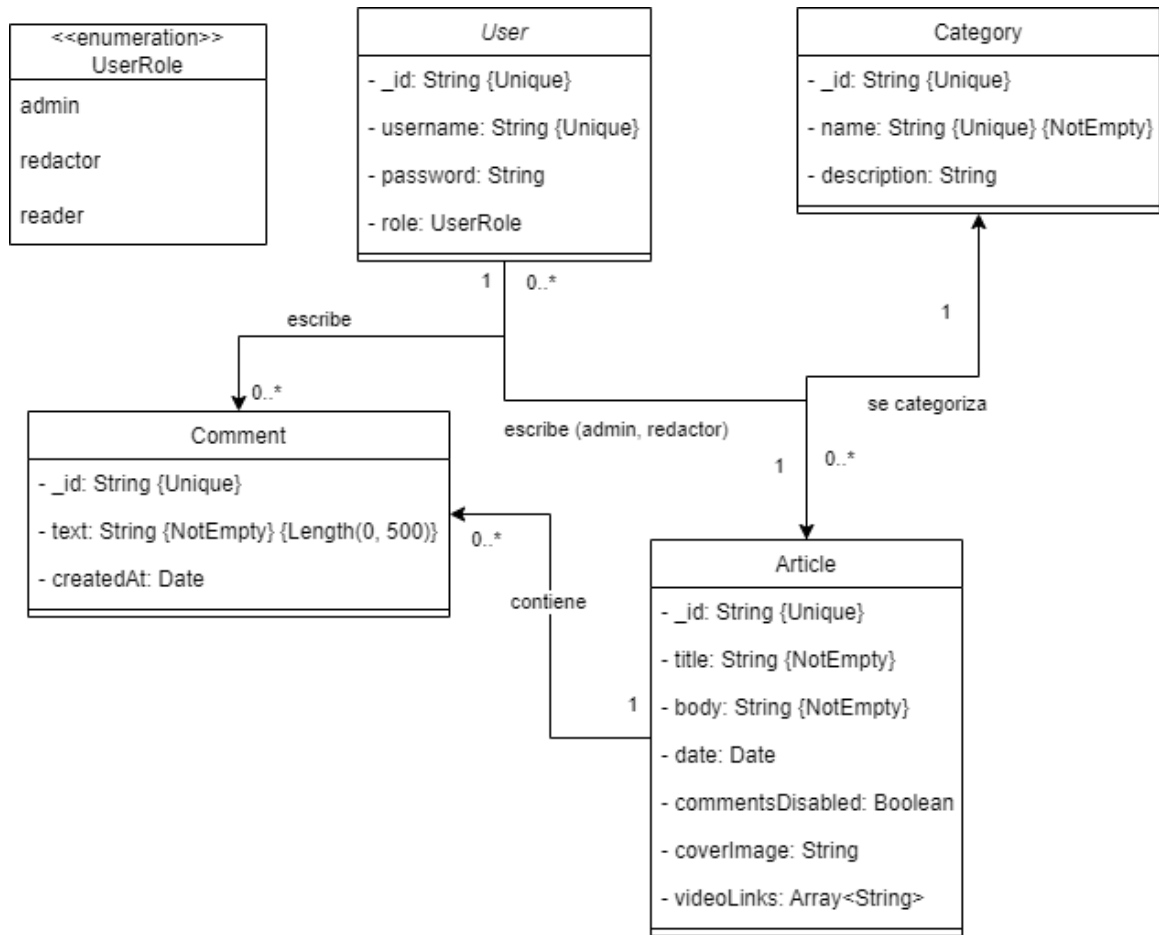 <<enumeration>>
UserRole
admin
redactor
reader
User
- _id: String {Unique}
- username: String {Unique}
- password: String
- role: UserRole
Category
- _id: String {Unique}
- name: String {Unique} {NotEmpty}
- description: String
1
0..*
escribe
0..*
1
se categoriza
escribe (admin, redactor)
1
0..*
Comment
- _id: String {Unique}
- text: String {NotEmpty} {Length(0, 500)}
- createdAt: Date
0..*
contiene
1
Article
- _id: String {Unique}
- title: String {NotEmpty}
- body: String {NotEmpty}
- date: Date
- commentsDisabled: Boolean
- coverImage: String
- videoLinks: Array<String>